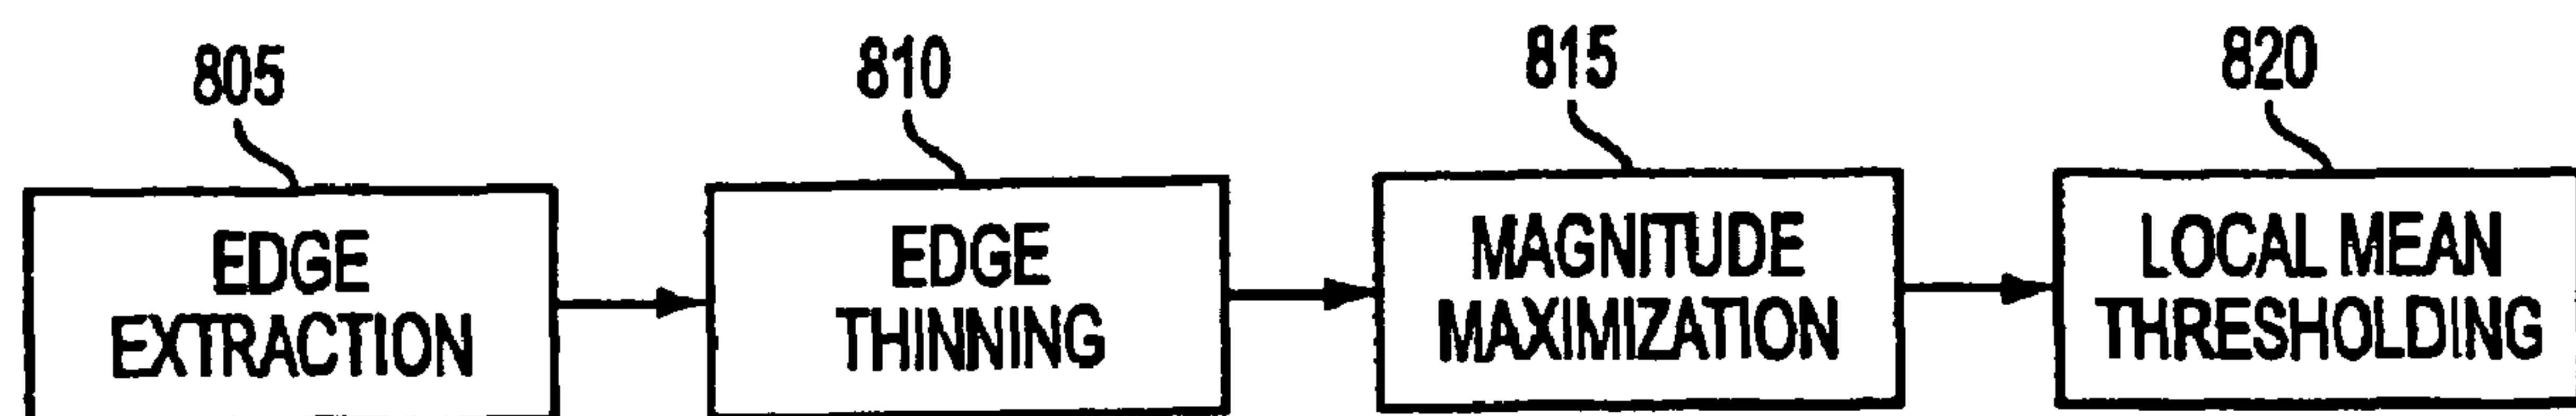 805
810
815
820
EDGE
EXTRACTION
EDGE
THINNING
MAGNITUDE
MAXIMIZATION
LOCAL MEAN
THRESHOLDING